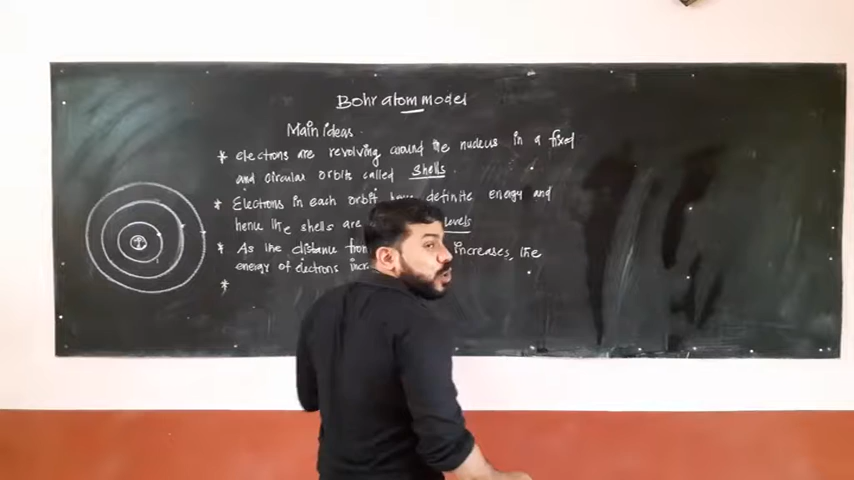 Bohr atom model
Main ideas
* Electrons are revolving around the nucleus in a fixed
and circular orbits called shells.
* Electrons in each orbit have definite energy and
hence the shells are levels
* As the distance from increases, the
energy of electrons
*